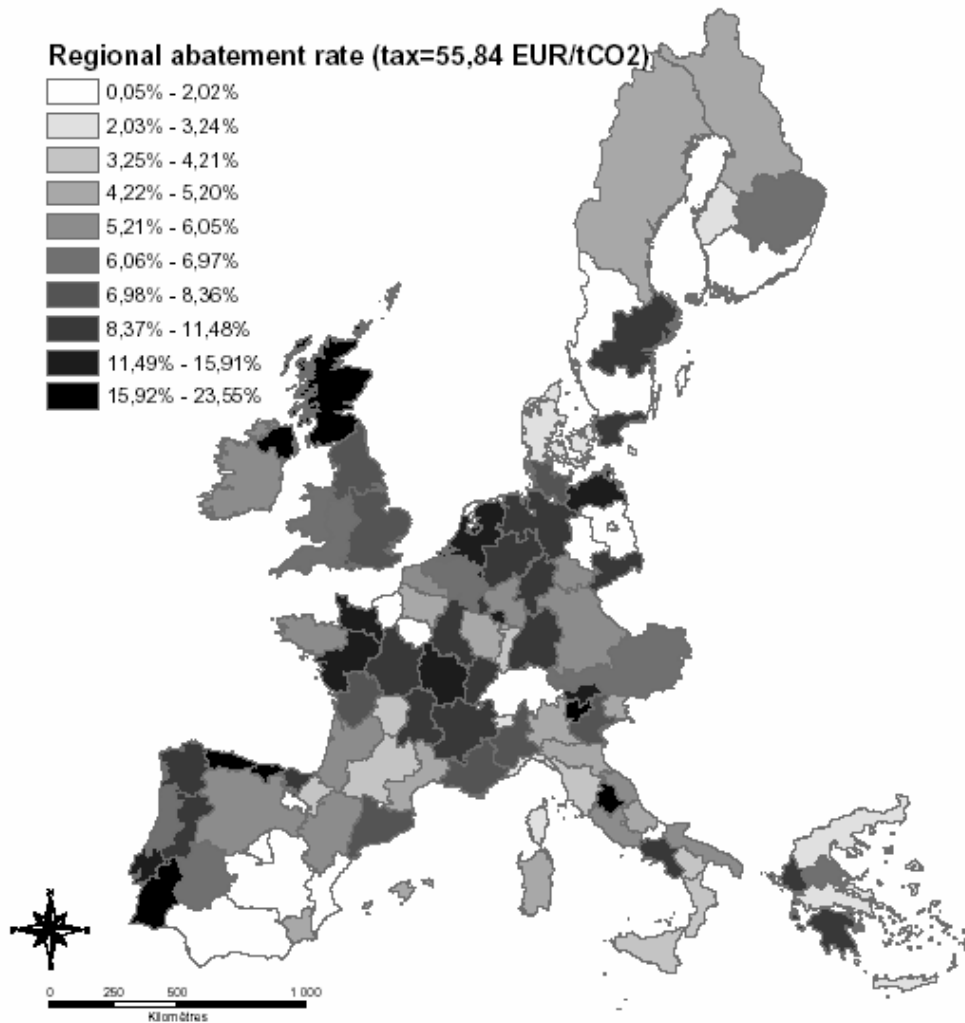 Regional abatement rate (tax=55,84 EUR/tCO2)
0,05% - 2,02%
2,03% - 3,24%
3,25% - 4,21%
4,22% - 5,20%
5,21% - 6,05%
6,06% - 6,97%
6,98% - 8,36%
8,37% - 11,48%
11,49% - 15,91%
15,92% - 23,55%
N
0 250 500 1 000
Kilomètres